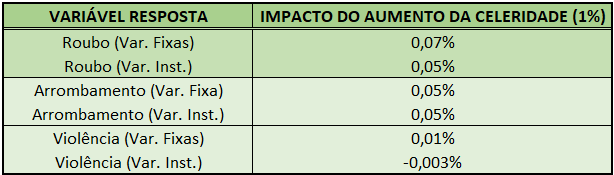 VARIÁVEL RESPOSTA IMPACTO DO AUMENTO DA CELERIDADE (1%)
Roubo (Var. Fixas) 0,07%
Roubo (Var. Inst.) 0,05%
Arrombamento (Var. Fixa) 0,05%
Arrombamento (Var. Inst.) 0,05%
Violência (Var. Fixas) 0,01%
Violência (Var. Inst.) -0,003%